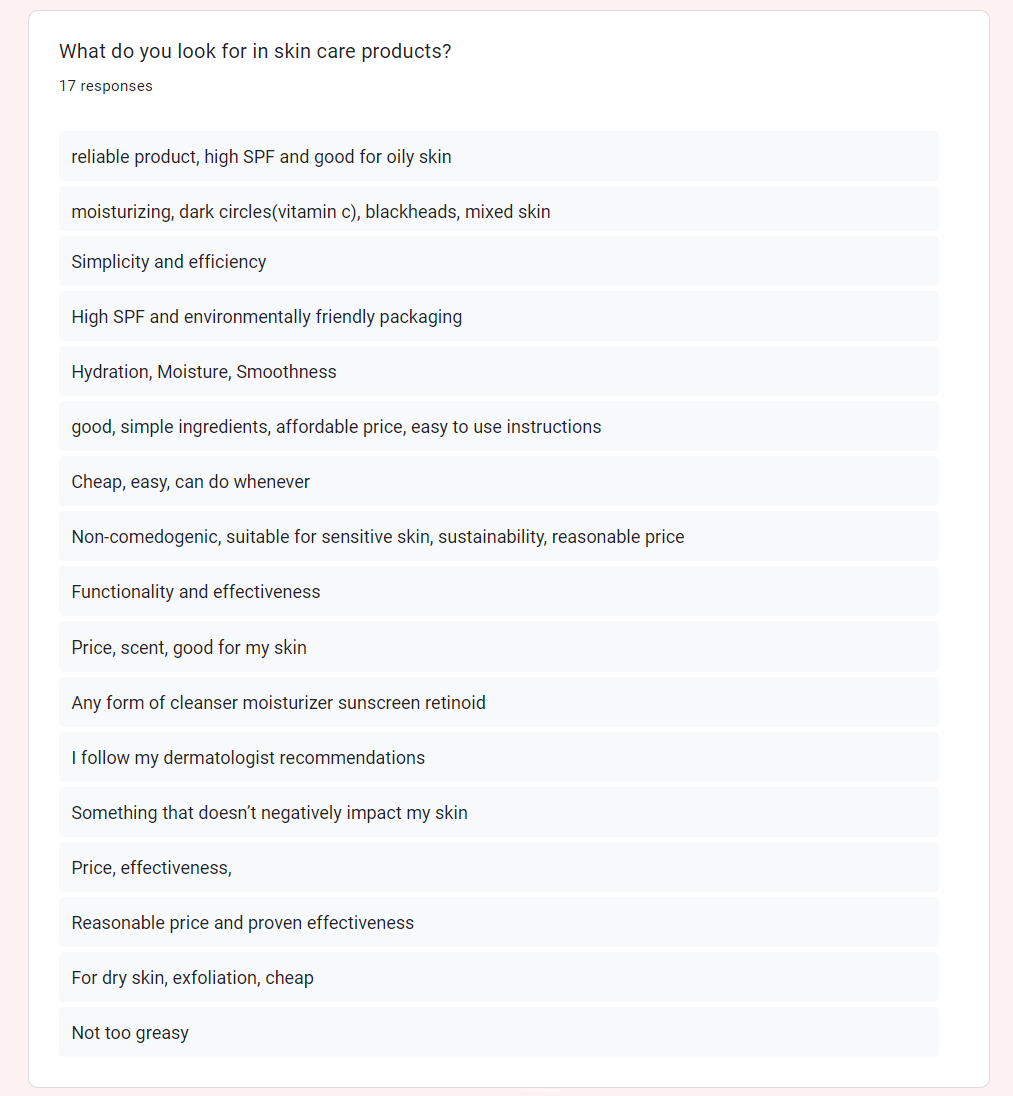 What do you look for in skin care products?
17 responses
reliable product, high SPF and good for oily skin
moisturizing, dark circles(vitamin c), blackheads, mixed skin
Simplicity and efficiency
High SPF and environmentally friendly packaging
Hydration, Moisture, Smoothness
good, simple ingredients, affordable price, easy to use instructions
Cheap, easy, can do whenever
Non-comedogenic, suitable for sensitive skin, sustainability, reasonable price
Functionality and effectiveness
Price, scent, good for my skin
Any form of cleanser moisturizer sunscreen retinoid
I follow my dermatologist recommendations
Something that doesn’t negatively impact my skin
Price, effectiveness,
Reasonable price and proven effectiveness
For dry skin, exfoliation, cheap
Not too greasy